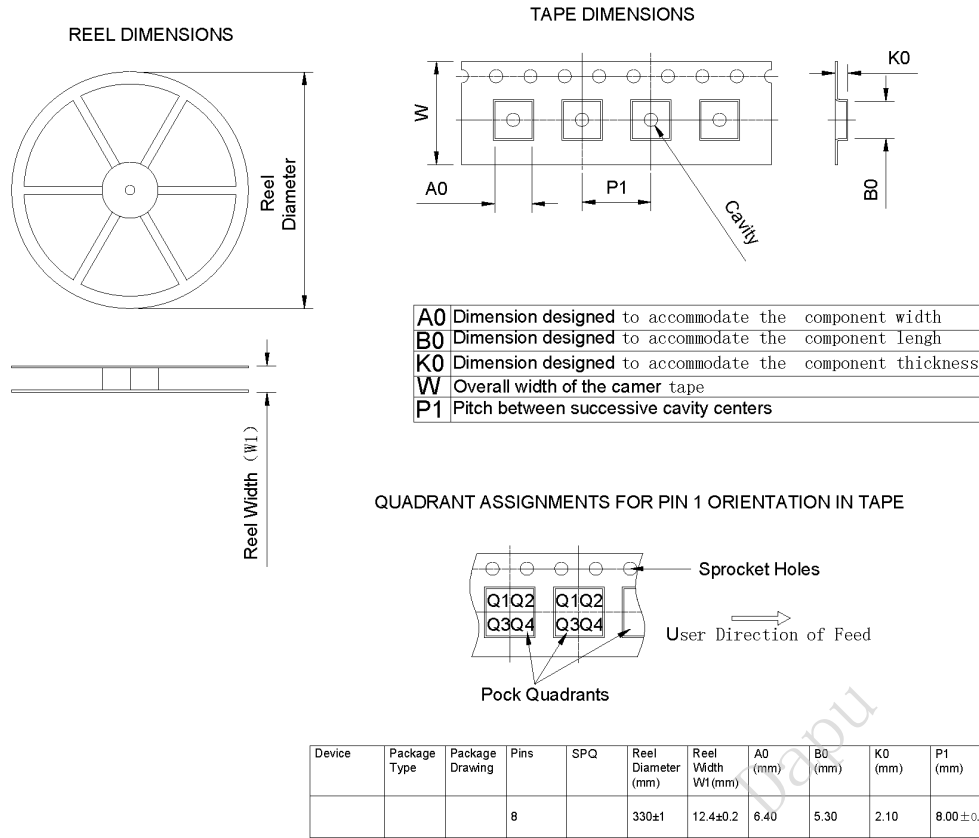 TAPE DIMENSIONS
REEL DIMENSIONS
K0
W
Reel
Diameter
A0
P1
B0
Cavity
A0 Dimension designed to accommodate the component width
B0 Dimension designed to accommodate the component lengh
K0 Dimension designed to accommodate the component thickness
W Overall width of the camer tape
P1 Pitch between successive cavity centers
Reel Width (W1)
QUADRANT ASSIGNMENTS FOR PIN 1 ORIENTATION IN TAPE
Sprocket Holes
Q1Q2 Q1Q2
Q3Q4 Q3Q4
User Direction of Feed
Pock Quadrants
Dapu
Device Package Type Package Drawing Pins SPQ Reel Diameter (mm) Reel Width W1(mm) A0 (mm) B0 (mm) K0 (mm) P1 (mm)
8 330±1 12.4±0.2 6.40 5.30 2.10 8.00±